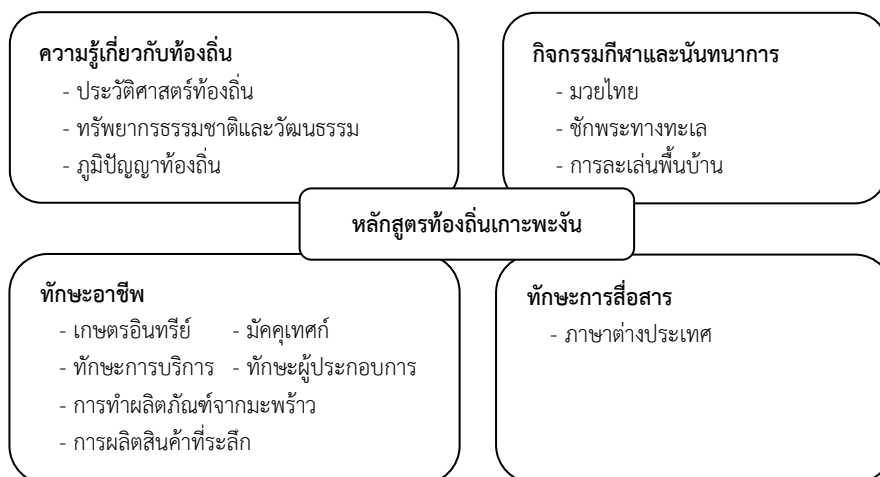 ความรู้เกี่ยวกับท้องถิ่น
- ประวัติศาสตร์ท้องถิ่น
- ทรัพยากรธรรมชาติและวัฒนธรรม
- ภูมิปัญญาท้องถิ่น
กิจกรรมกีฬาและนันทนาการ
- มวยไทย
- ชักพระทางทะเล
- การละเล่นพื้นบ้าน
หลักสูตรท้องถิ่นเกาะพะงัน
ทักษะอาชีพ
- เกษตรอินทรีย์ - มัคคุเทศก์
- ทักษะการบริการ - ทักษะผู้ประกอบการ
- การทำผลิตภัณฑ์จากมะพร้าว
- การผลิตสินค้าที่ระลึก
ทักษะการสื่อสาร
- ภาษาต่างประเทศ